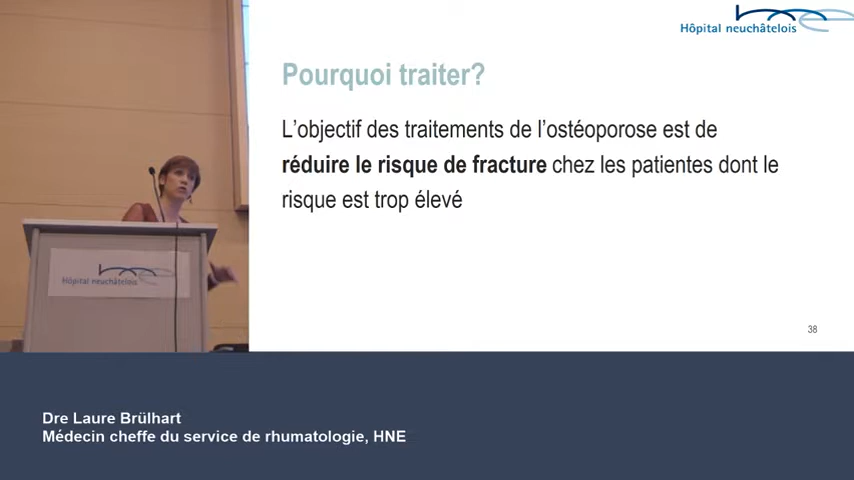 Hôpital neuchâtelois
Pourquoi traiter?
L'objectif des traitements de l'ostéoporose est de
réduire le risque de fracture chez les patientes dont le
risque est trop élevé
Hôpital neuchâtelois
38
Dre Laure Brülhart
Médecin cheffe du service de rhumatologie, HNE